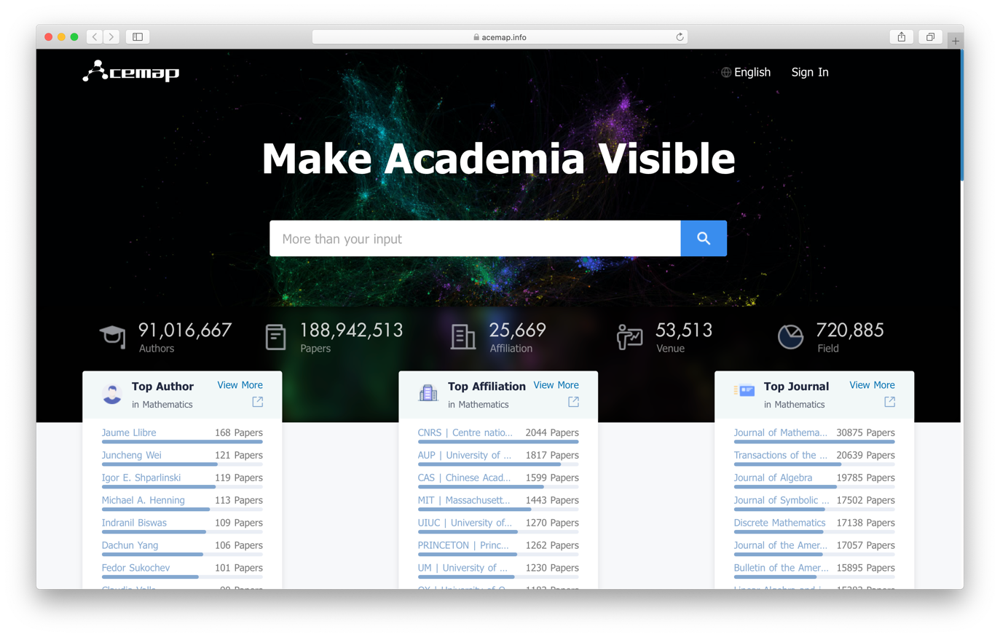 acemap.info
Acemap
English Sign In
Make Academia Visible
More than your input
91,016,667
Authors
188,942,513
Papers
25,669
Affiliation
53,513
Venue
720,885
Field
Top Author View More
in Mathematics
Jaume Llibre 168 Papers
Juncheng Wei 121 Papers
Igor E. Shparlinski 119 Papers
Michael A. Henning 113 Papers
Indranil Biswas 109 Papers
Dachun Yang 106 Papers
Fedor Sukochev 101 Papers
Top Affiliation View More
in Mathematics
CNRS | Centre natio... 2044 Papers
AUP | University of ... 1817 Papers
CAS | Chinese Acad... 1599 Papers
MIT | Massachusett... 1443 Papers
UIUC | University of... 1270 Papers
PRINCETON | Princ... 1262 Papers
UM | University of ... 1230 Papers
Top Journal View More
in Mathematics
Journal of Mathema... 30875 Papers
Transactions of the ... 20639 Papers
Journal of Algebra 19785 Papers
Journal of Symbolic ... 17502 Papers
Discrete Mathematics 17138 Papers
Journal of the Amer... 17057 Papers
Bulletin of the Amer... 15895 Papers